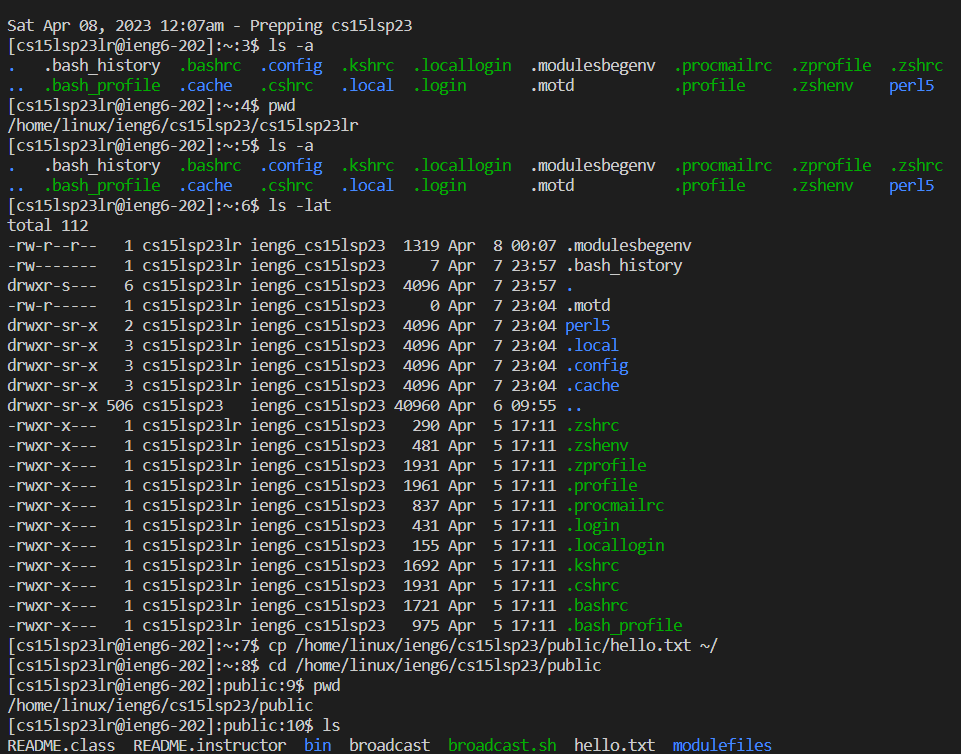 Sat Apr 08, 2023 12:07am - Prepping cs15lsp23
[cs15lsp23lr@ieng6-202]:~:3$ ls -a
.   .bash_history  .bashrc  .config  .kshrc  .locallogin  .modulesbegenv  .procmailrc  .zprofile  .zshrc
..  .bash_profile  .cache   .cshrc   .local  .login       .motd           .profile     .zshenv    perl5
[cs15lsp23lr@ieng6-202]:~:4$ pwd
/home/linux/ieng6/cs15lsp23/cs15lsp23lr
[cs15lsp23lr@ieng6-202]:~:5$ ls -a
.   .bash_history  .bashrc  .config  .kshrc  .locallogin  .modulesbegenv  .procmailrc  .zprofile  .zshrc
..  .bash_profile  .cache   .cshrc   .local  .login       .motd           .profile     .zshenv    perl5
[cs15lsp23lr@ieng6-202]:~:6$ ls -lat
total 112
-rw-r--r--   1 cs15lsp23lr ieng6_cs15lsp23  1319 Apr  8 00:07 .modulesbegenv
-rw-------   1 cs15lsp23lr ieng6_cs15lsp23     7 Apr  7 23:57 .bash_history
drwxr-s---   6 cs15lsp23lr ieng6_cs15lsp23  4096 Apr  7 23:57 .
-rw-r-----   1 cs15lsp23lr ieng6_cs15lsp23     0 Apr  7 23:04 .motd
drwxr-sr-x   2 cs15lsp23lr ieng6_cs15lsp23  4096 Apr  7 23:04 perl5
drwxr-sr-x   3 cs15lsp23lr ieng6_cs15lsp23  4096 Apr  7 23:04 .local
drwxr-sr-x   3 cs15lsp23lr ieng6_cs15lsp23  4096 Apr  7 23:04 .config
drwxr-sr-x   3 cs15lsp23lr ieng6_cs15lsp23  4096 Apr  7 23:04 .cache
drwxr-sr-x 506 cs15lsp23   ieng6_cs15lsp23 40960 Apr  6 09:55 ..
-rwxr-x---   1 cs15lsp23lr ieng6_cs15lsp23   290 Apr  5 17:11 .zshrc
-rwxr-x---   1 cs15lsp23lr ieng6_cs15lsp23   481 Apr  5 17:11 .zshenv
-rwxr-x---   1 cs15lsp23lr ieng6_cs15lsp23  1931 Apr  5 17:11 .zprofile
-rwxr-x---   1 cs15lsp23lr ieng6_cs15lsp23  1961 Apr  5 17:11 .profile
-rwxr-x---   1 cs15lsp23lr ieng6_cs15lsp23   837 Apr  5 17:11 .procmailrc
-rwxr-x---   1 cs15lsp23lr ieng6_cs15lsp23   431 Apr  5 17:11 .login
-rwxr-x---   1 cs15lsp23lr ieng6_cs15lsp23   155 Apr  5 17:11 .locallogin
-rwxr-x---   1 cs15lsp23lr ieng6_cs15lsp23  1692 Apr  5 17:11 .kshrc
-rwxr-x---   1 cs15lsp23lr ieng6_cs15lsp23  1931 Apr  5 17:11 .cshrc
-rwxr-x---   1 cs15lsp23lr ieng6_cs15lsp23  1721 Apr  5 17:11 .bashrc
-rwxr-x---   1 cs15lsp23lr ieng6_cs15lsp23   975 Apr  5 17:11 .bash_profile
[cs15lsp23lr@ieng6-202]:~:7$ cp /home/linux/ieng6/cs15lsp23/public/hello.txt ~/
[cs15lsp23lr@ieng6-202]:~:8$ cd /home/linux/ieng6/cs15lsp23/public
[cs15lsp23lr@ieng6-202]:public:9$ pwd
/home/linux/ieng6/cs15lsp23/public
[cs15lsp23lr@ieng6-202]:public:10$ ls
README.class  README.instructor  bin  broadcast  broadcast.sh  hello.txt  modulefiles